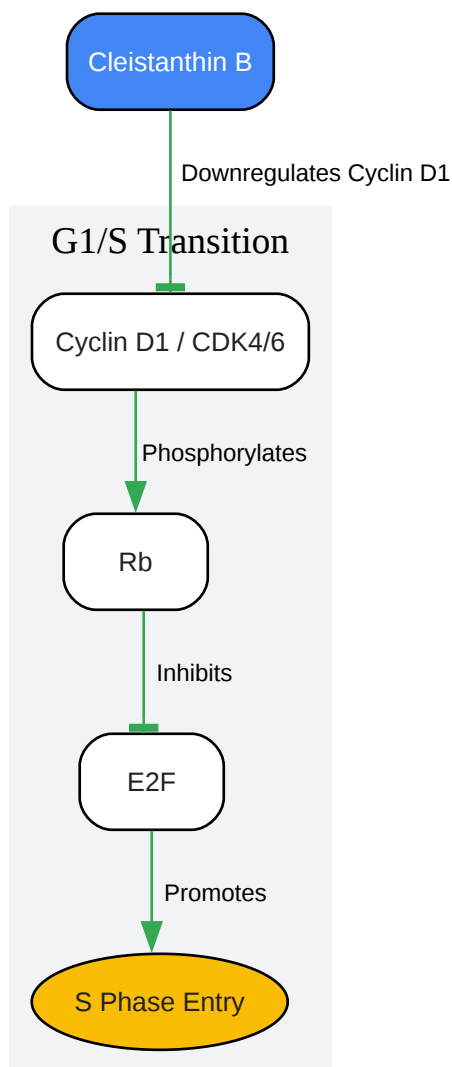 Cleistanthin B
Downregulates Cyclin D1
G1/S Transition
Cyclin D1 / CDK4/6
Phosphorylates
Rb
Inhibits
E2F
Promotes
S Phase Entry